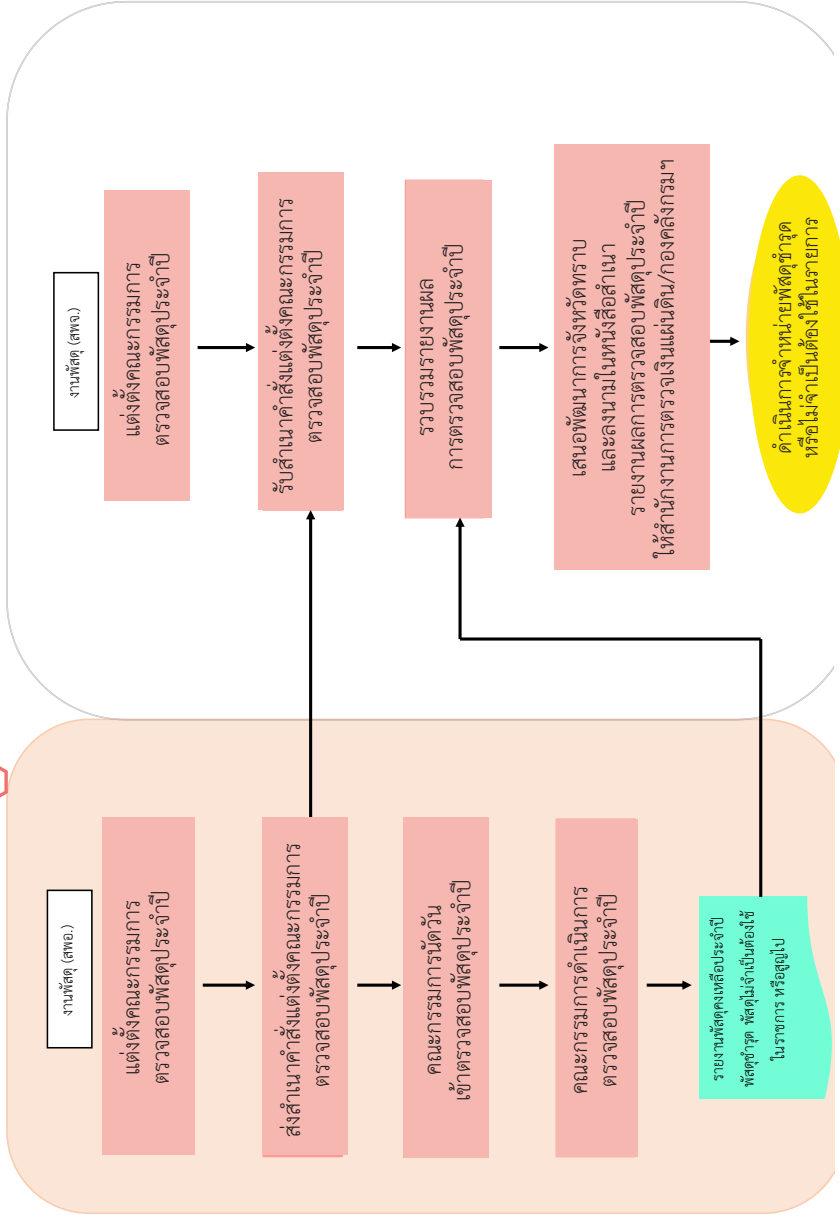 งานพัสดุ (สพอ.)
แต่งตั้งคณะกรรมการ
ตรวจสอบพัสดุประจำปี
ส่งสำเนาคำสั่งแต่งตั้งคณะกรรมการ
ตรวจสอบพัสดุประจำปี
คณะกรรมการนัดวัน
เข้าตรวจสอบพัสดุประจำปี
คณะกรรมการดำเนินการ
ตรวจสอบพัสดุประจำปี
รายงานพัสดุคงเหลือประจำปี
พัสดุชำรุด พัสดุไม่จำเป็นต้องใช้
ในราชการ หรือสูญไป
งานพัสดุ (สพจ.)
แต่งตั้งคณะกรรมการ
ตรวจสอบพัสดุประจำปี
รับสำเนาคำสั่งแต่งตั้งคณะกรรมการ
ตรวจสอบพัสดุประจำปี
รวบรวมรายงานผล
การตรวจสอบพัสดุประจำปี
เสนอพัฒนาการจังหวัดทราบ
และลงนามในหนังสือสำเนา
รายงานผลการตรวจสอบพัสดุประจำปี
ให้สำนักงานการตรวจเงินแผ่นดิน/กองคลังกรมฯ
ดำเนินการจำหน่ายพัสดุชำรุด
หรือไม่จำเป็นต้องใช้ในรายการ